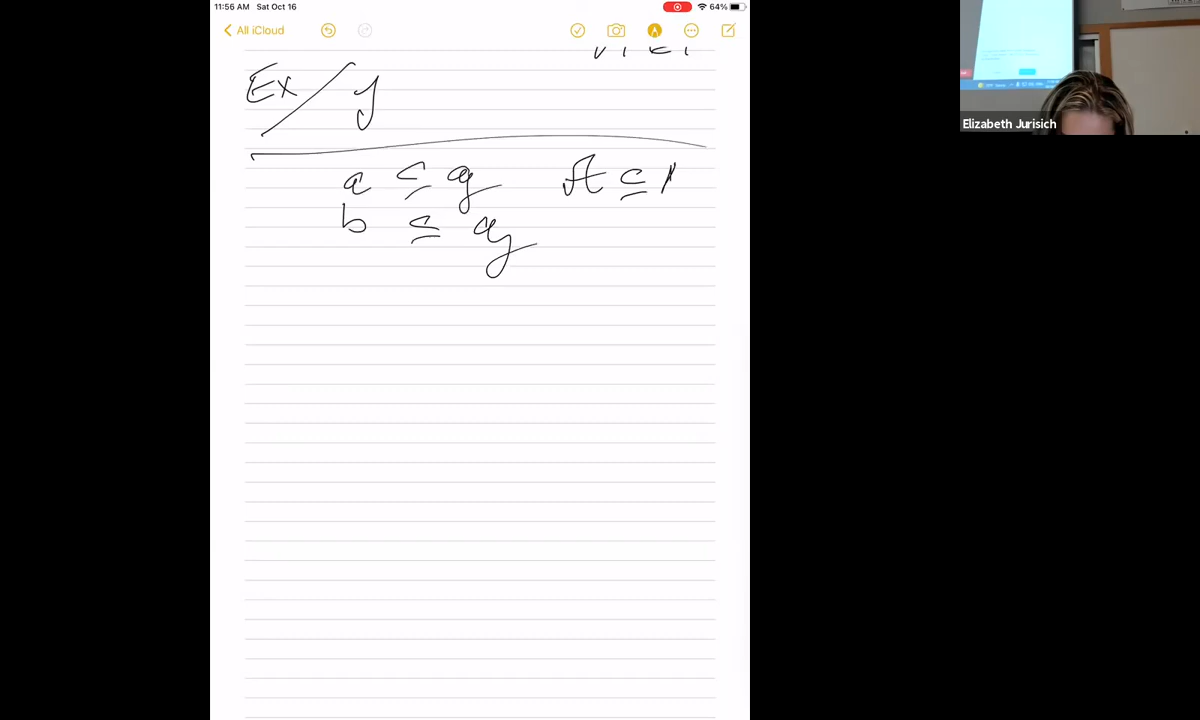 11:56 AM Sat Oct 16
64%
All iCloud
Ex/ y
a ⊆ g A ⊆
b ⊆ g
Elizabeth Jurisich